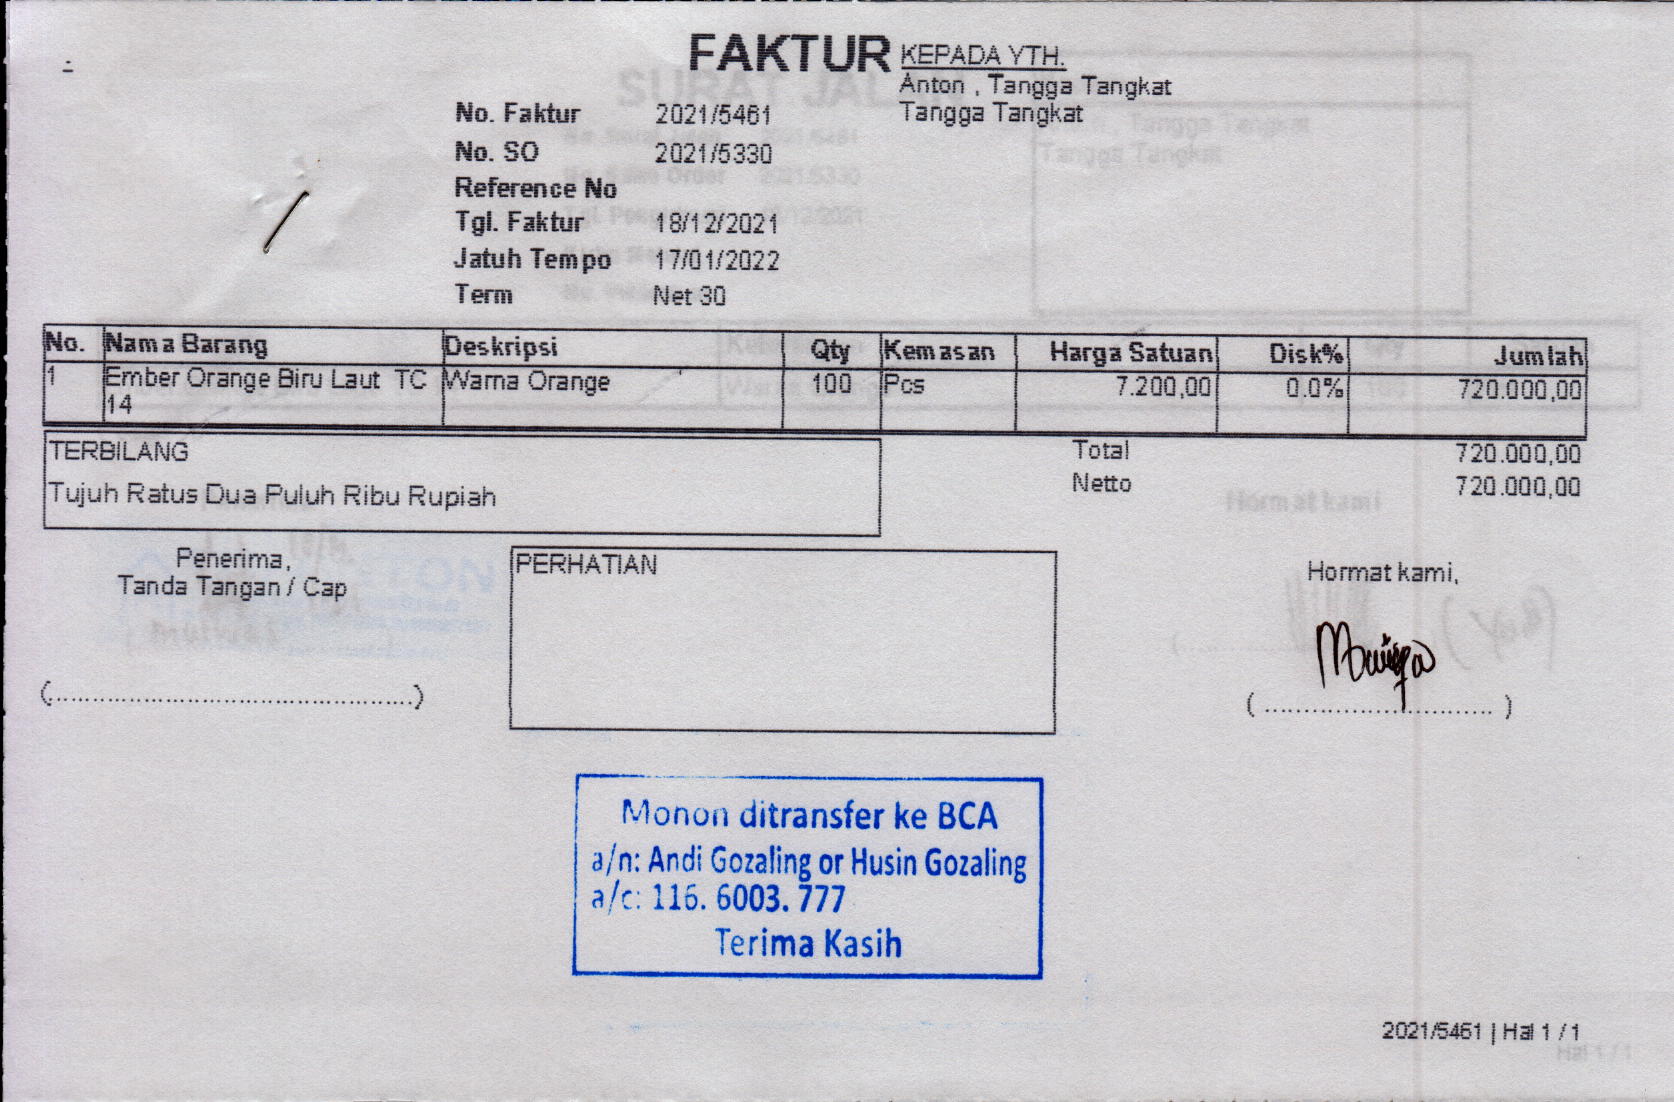 FAKTUR
KEPADA YTH.
Anton , Tangga Tangkat
Tangga Tangkat
No. Faktur 2021/5461
No. SO 2021/5330
Reference No
Tgl. Faktur 18/12/2021
Jatuh Tempo 17/01/2022
Term Net 30
No. Nama Barang Deskripsi Qty Kemasan Harga Satuan Disk% Jumlah
1 Ember Orange Biru Laut TC 14 Warna Orange 100 Pcs 7.200,00 0.0% 720.000,00
TERBILANG
Tujuh Ratus Dua Puluh Ribu Rupiah
Total 720.000,00
Netto 720.000,00
Penerima,
Tanda Tangan / Cap
(.............................................)
PERHATIAN
Hormat kami,
( ............................. )
Monon ditransfer ke BCA
a/n: Andi Gozaling or Husin Gozaling
a/c: 116. 6003. 777
Terima Kasih
2021/5461 | Hal 1 / 1